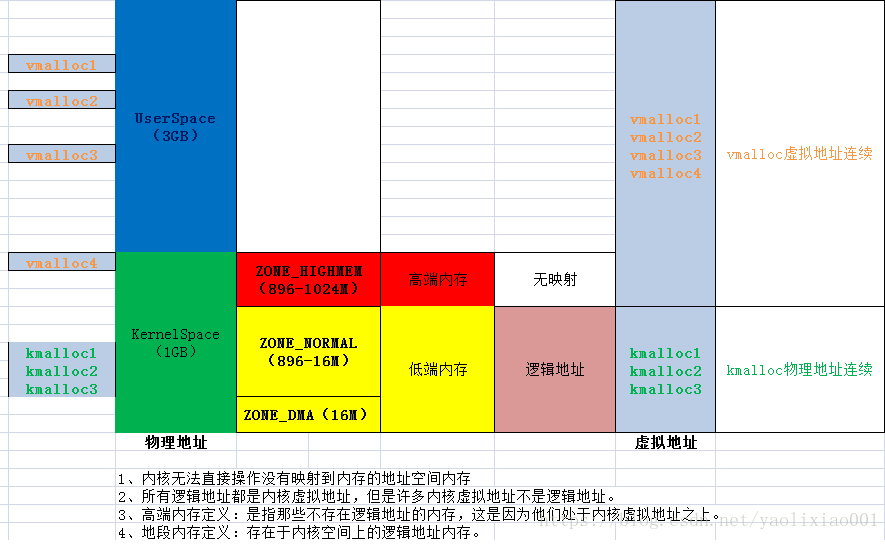 vmalloc1
vmalloc2
vmalloc3
vmalloc4
kmalloc1
kmalloc2
kmalloc3
UserSpace
（3GB）
KernelSpace
（1GB）
物理地址
ZONE_HIGHMEM
（896-1024M）
ZONE_NORMAL
（896-16M）
ZONE_DMA（16M）
高端内存
低端内存
无映射
逻辑地址
vmalloc1
vmalloc2
vmalloc3
vmalloc4
kmalloc1
kmalloc2
kmalloc3
虚拟地址
vmalloc虚拟地址连续
kmalloc物理地址连续
1、内核无法直接操作没有映射到内存的地址空间内存
2、所有逻辑地址都是内核虚拟地址，但是许多内核虚拟地址不是逻辑地址。
3、高端内存定义：是指那些不存在逻辑地址的内存，这是因为他们处于内核虚拟地址之上。
4、地段内存定义：存在于内核空间上的逻辑地址内存。
https://blog.csdn.net/yaolixiao001